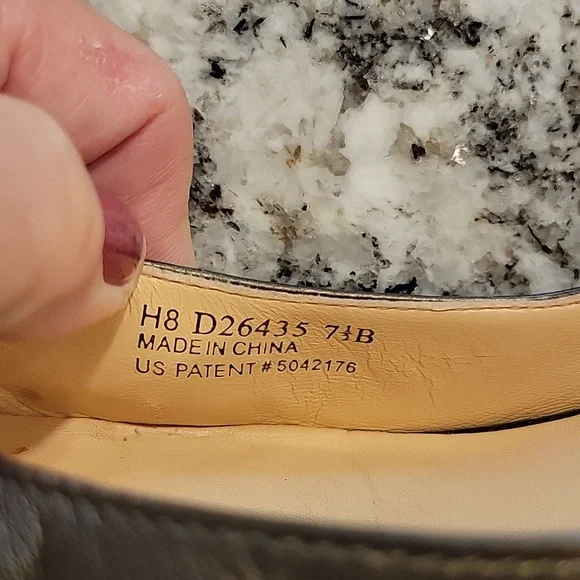 H8 D26435 7½B
MADE IN CHINA
US PATENT # 5042176